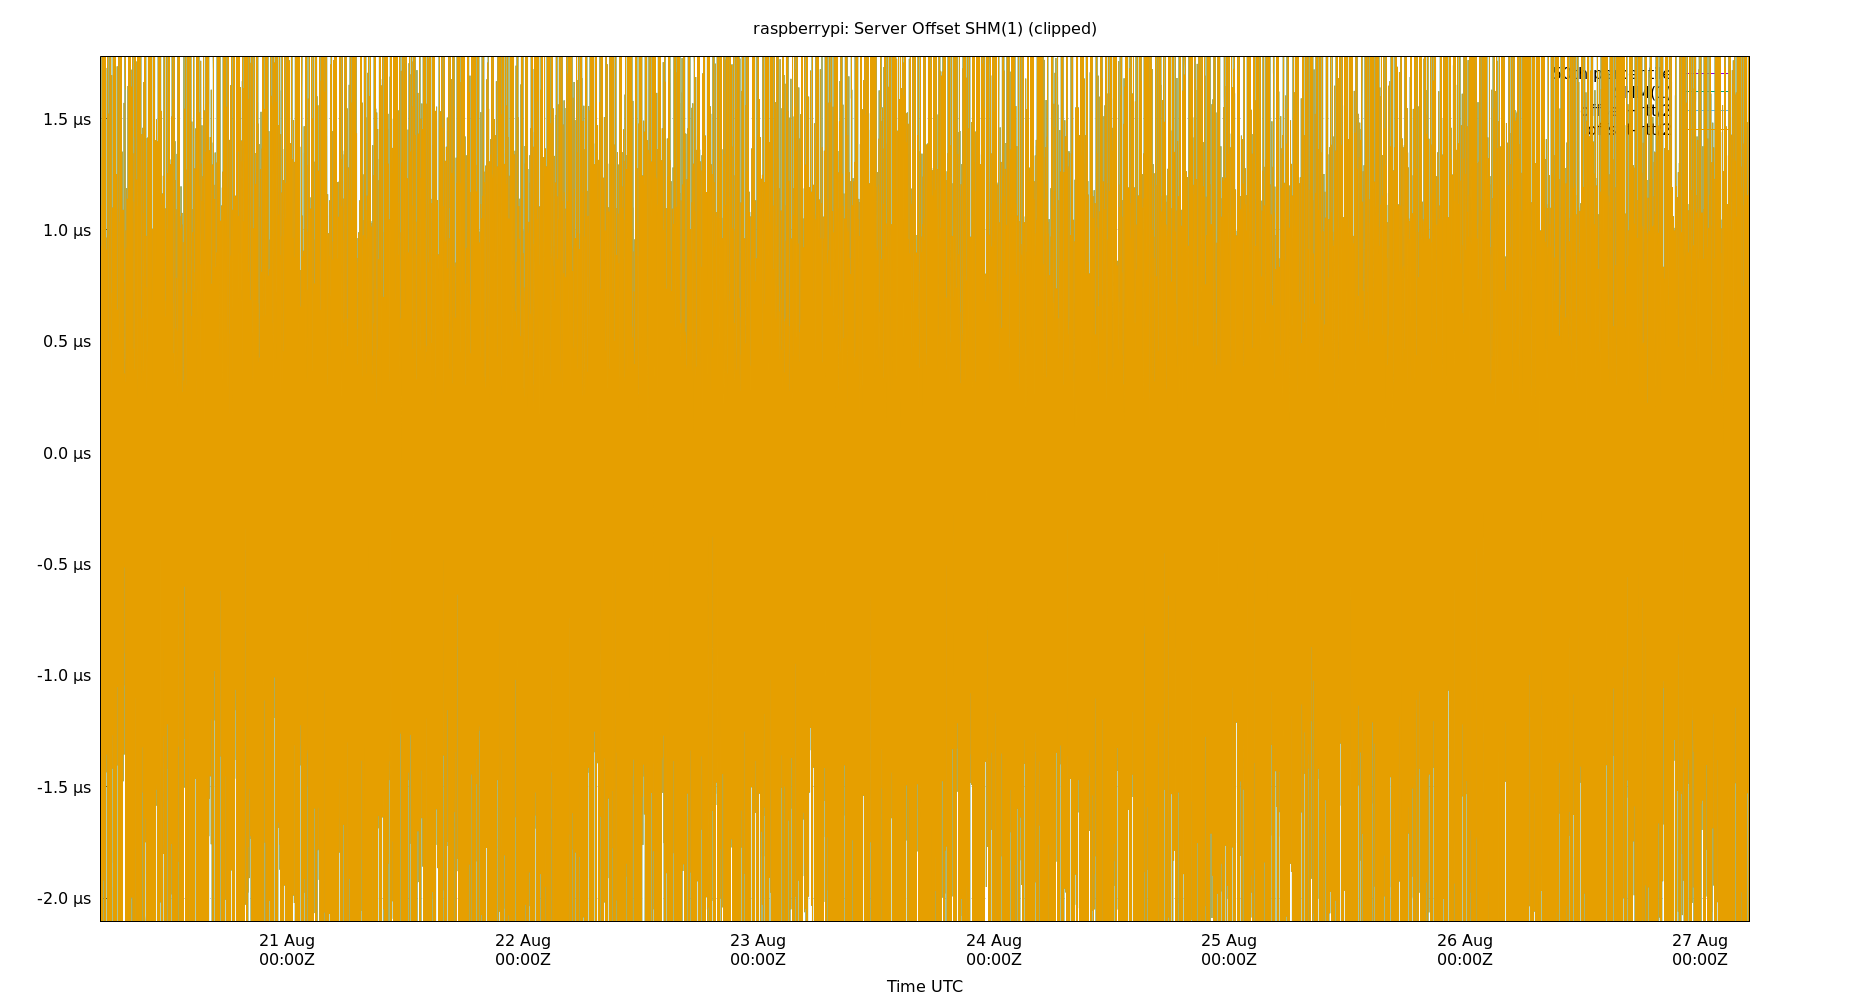 raspberrypi: Server Offset SHM(1) (clipped)
1.5 µs
1.0 µs
0.5 µs
0.0 µs
-0.5 µs
-1.0 µs
-1.5 µs
-2.0 µs
21 Aug 22 Aug 23 Aug 24 Aug 25 Aug 26 Aug 27 Aug
00:00Z 00:00Z 00:00Z 00:00Z 00:00Z 00:00Z 00:00Z
Time UTC